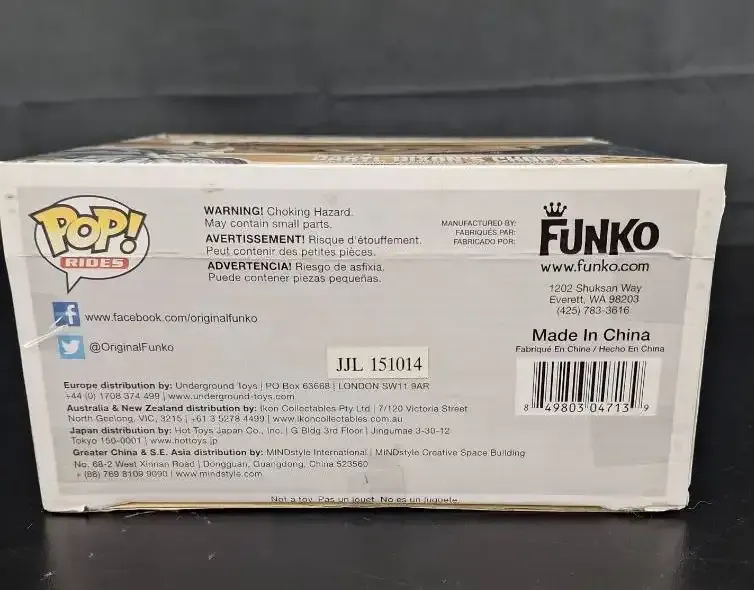 DARYL DIXON'S CHOPPER
POP!
RIDES
WARNING! Choking Hazard.
May contain small parts.
AVERTISSEMENT! Risque d'étouffement.
Peut contenir des petites pièces.
ADVERTENCIA! Riesgo de asfixia.
Puede contener piezas pequeñas.
MANUFACTURED BY:
FABRIQUÉS PAR:
FABRICADO POR:
FUNKO
www.funko.com
1202 Shuksan Way
Everett, WA 98203
(425) 783-3616
f www.facebook.com/originalfunko
@OriginalFunko
Made In China
Fabriqué En Chine / Hecho En China
JJL 151014
8 49803 04713 9
Europe distribution by: Underground Toys | PO Box 63668 | LONDON SW11 9AR
+44 (0) 1708 374 499 | www.underground-toys.com
Australia & New Zealand distribution by: Ikon Collectables Pty Ltd | 7/120 Victoria Street
North Geelong, VIC, 3215 | +61 3 5278 4499 | www.ikoncollectables.com.au
Japan distribution by: Hot Toys Japan Co., Inc. | G Bldg 3rd Floor | Jingumae 3-30-12
Tokyo 150-0001 | www.hottoys.jp
Greater China & S.E. Asia distribution by: MINDstyle International | MINDstyle Creative Space Building
No. 68-2 West Xinnan Road | Dongguan, Guangdong, China 523560
+ (86) 769 8109 9090 | www.mindstyle.com
Not a toy. Pas un jouet. No es un juguete.